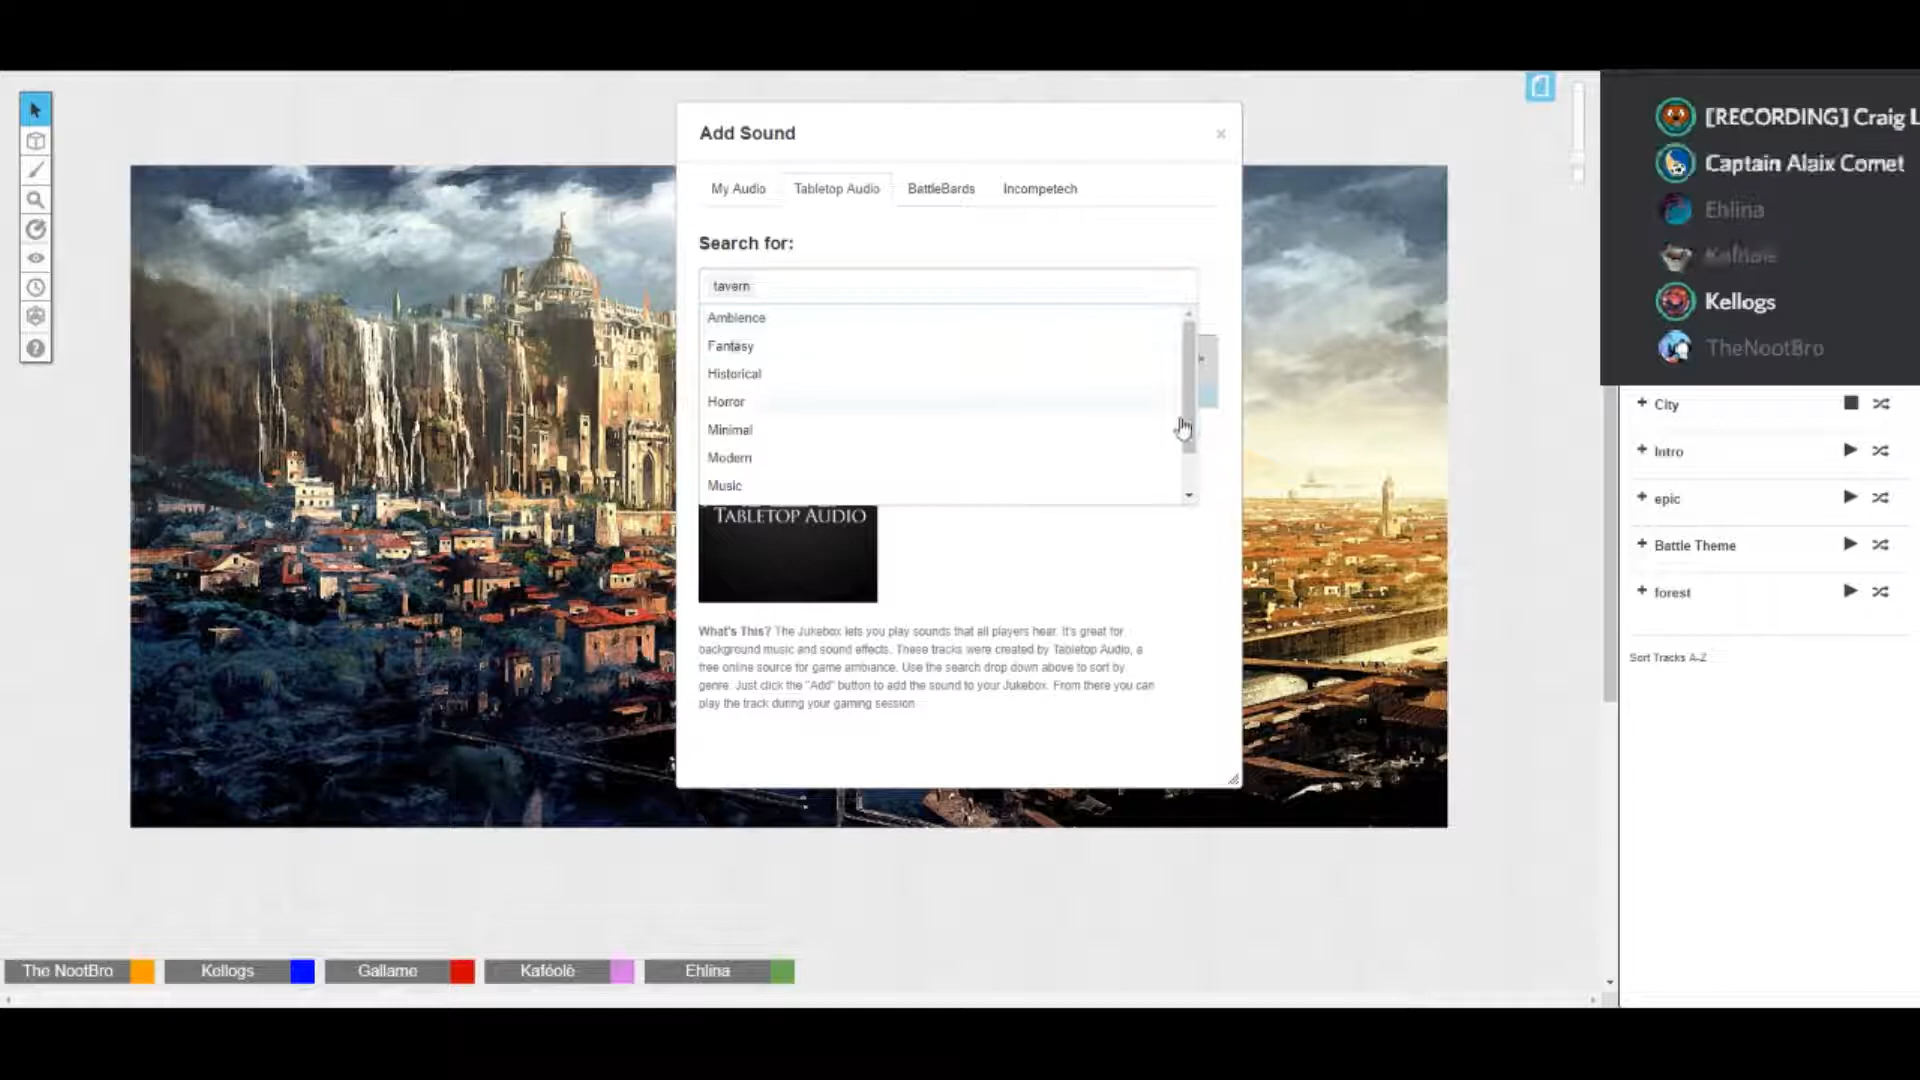 Add Sound
×
My Audio Tabletop Audio BattleBards Incompetech
Search for:
tavern
Ambience
Fantasy
Historical
Horror
Minimal
Modern
Music
TABLETOP AUDIO
What's This? The Jukebox lets you play sounds that all players hear. It's great for
background music and sound effects. These tracks were created by Tabletop Audio, a
free online source for game ambiance. Use the search drop down above to sort by
genre. Just click the "Add" button to add the sound to your Jukebox. From there you can
play the track during your gaming session
[RECORDING] Craig L
Captain Alaix Comet
Ehlina
Kellogs
TheNootBro
+ City
+ Intro
+ epic
+ Battle Theme
+ forest
Sort Tracks A-Z
The NootBro Kellogs Gallame Kaféolè Ehlina